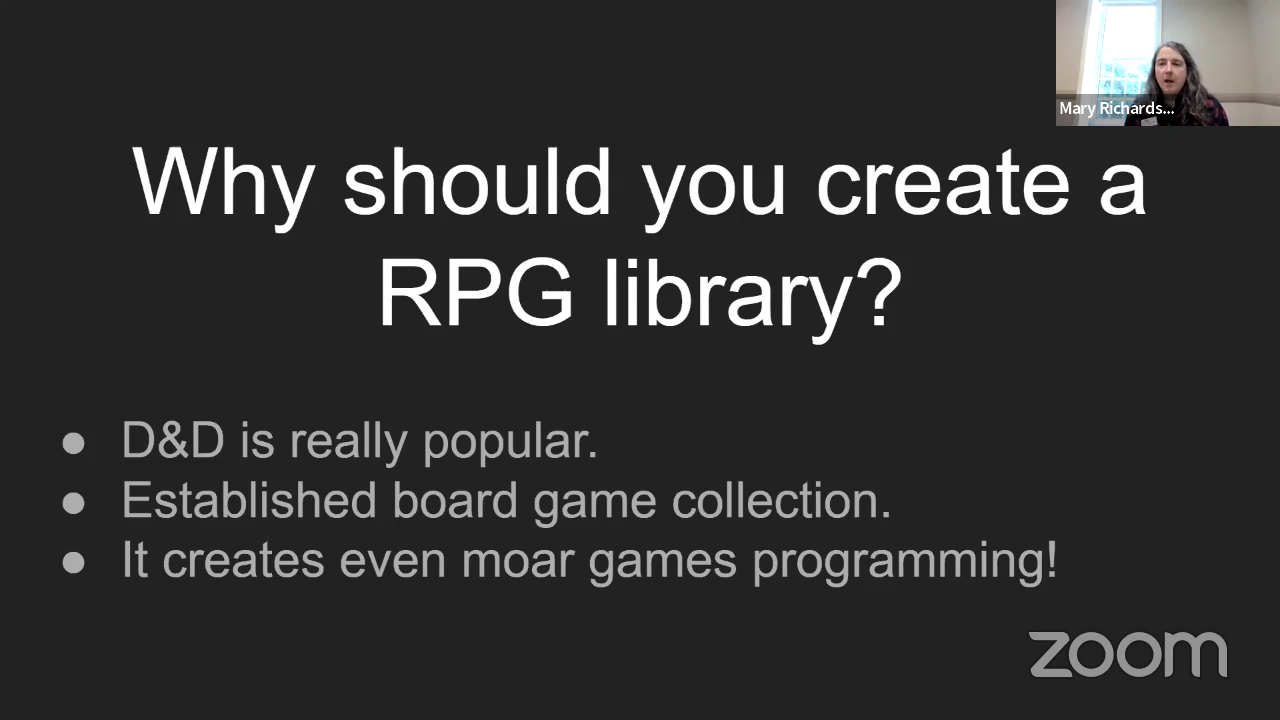 Mary Richards...
Why should you create a
RPG library?
● D&D is really popular.
● Established board game collection.
● It creates even moar games programming!
zoom